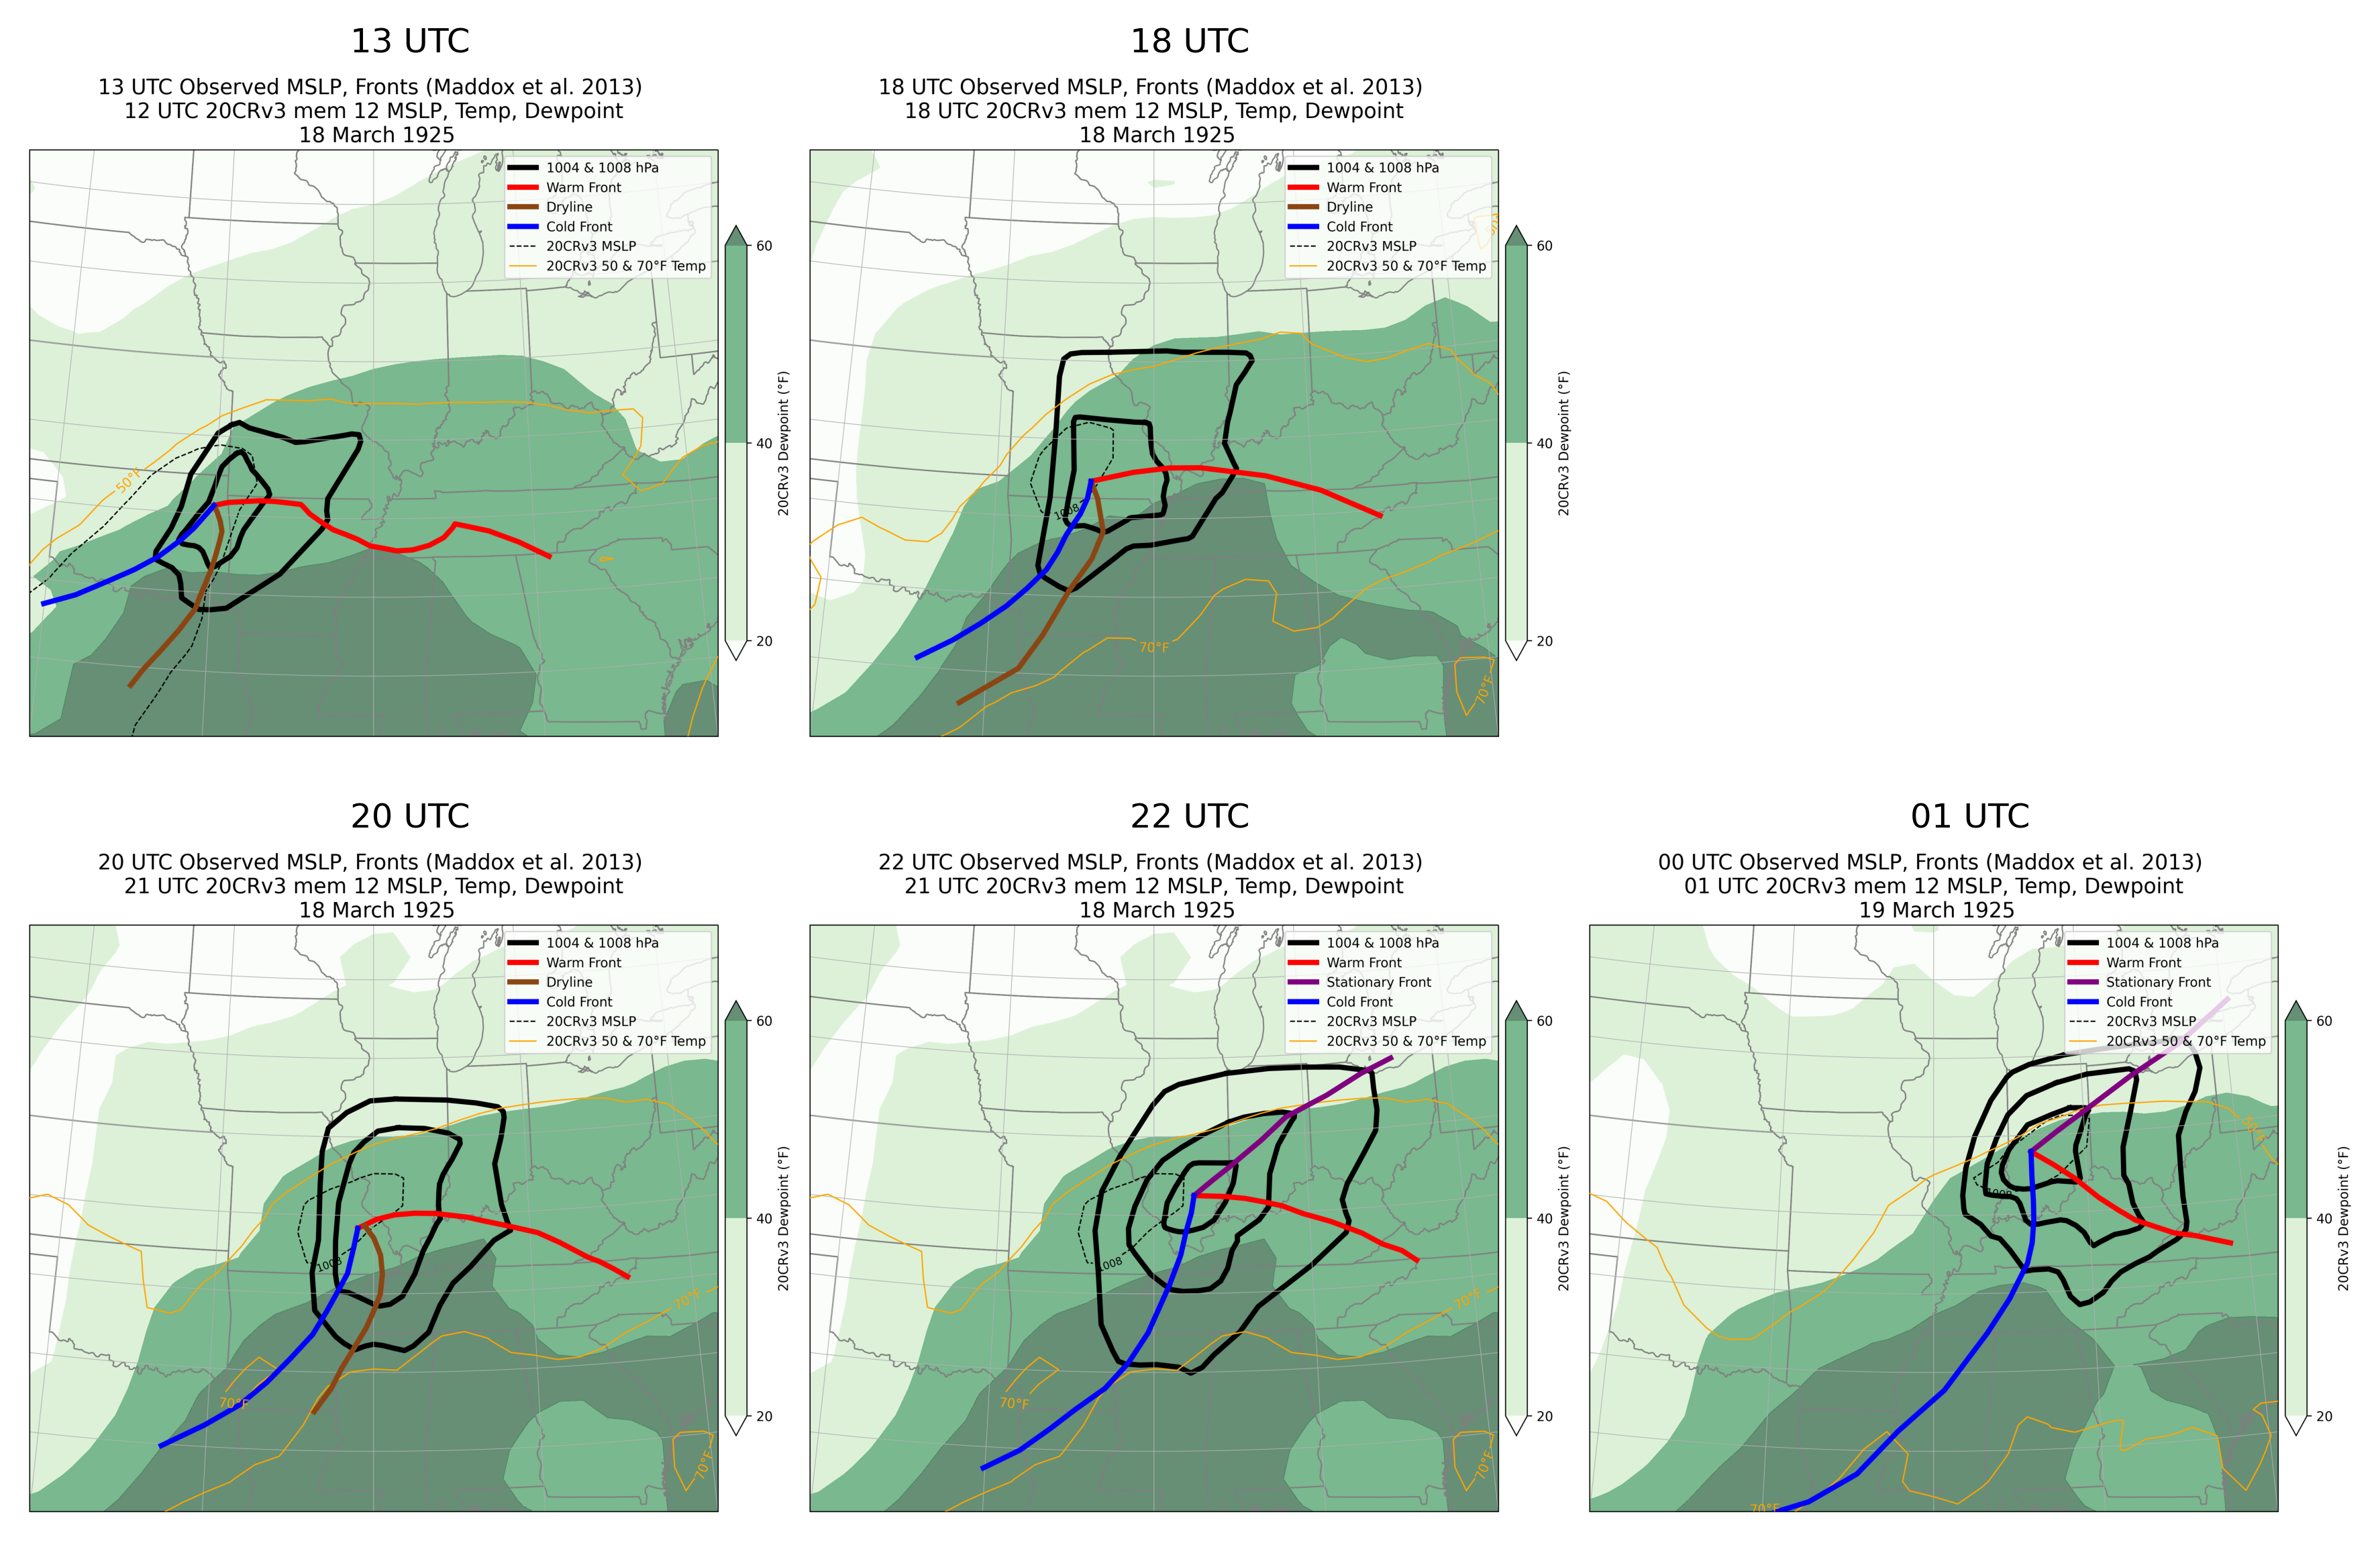 13 UTC
13 UTC Observed MSLP, Fronts (Maddox et al. 2013)
12 UTC 20CRv3 mem 12 MSLP, Temp, Dewpoint
18 March 1925
1004 & 1008 hPa
Warm Front
Dryline
Cold Front
20CRv3 MSLP
20CRv3 50 & 70°F Temp
50°F
60
40
20
20CRv3 Dewpoint (°F)
18 UTC
18 UTC Observed MSLP, Fronts (Maddox et al. 2013)
18 UTC 20CRv3 mem 12 MSLP, Temp, Dewpoint
18 March 1925
1004 & 1008 hPa
Warm Front
Dryline
Cold Front
20CRv3 MSLP
20CRv3 50 & 70°F Temp
1008
70°F
70°F
60
40
20
20CRv3 Dewpoint (°F)
20 UTC
20 UTC Observed MSLP, Fronts (Maddox et al. 2013)
21 UTC 20CRv3 mem 12 MSLP, Temp, Dewpoint
18 March 1925
1004 & 1008 hPa
Warm Front
Dryline
Cold Front
20CRv3 MSLP
20CRv3 50 & 70°F Temp
1008
70°F
70°F
70°F
60
40
20
20CRv3 Dewpoint (°F)
22 UTC
22 UTC Observed MSLP, Fronts (Maddox et al. 2013)
21 UTC 20CRv3 mem 12 MSLP, Temp, Dewpoint
18 March 1925
1004 & 1008 hPa
Warm Front
Stationary Front
Cold Front
20CRv3 MSLP
20CRv3 50 & 70°F Temp
1008
70°F
70°F
70°F
60
40
20
20CRv3 Dewpoint (°F)
01 UTC
00 UTC Observed MSLP, Fronts (Maddox et al. 2013)
01 UTC 20CRv3 mem 12 MSLP, Temp, Dewpoint
19 March 1925
1004 & 1008 hPa
Warm Front
Stationary Front
Cold Front
20CRv3 MSLP
20CRv3 50 & 70°F Temp
50°F
1008
70°F
60
40
20
20CRv3 Dewpoint (°F)